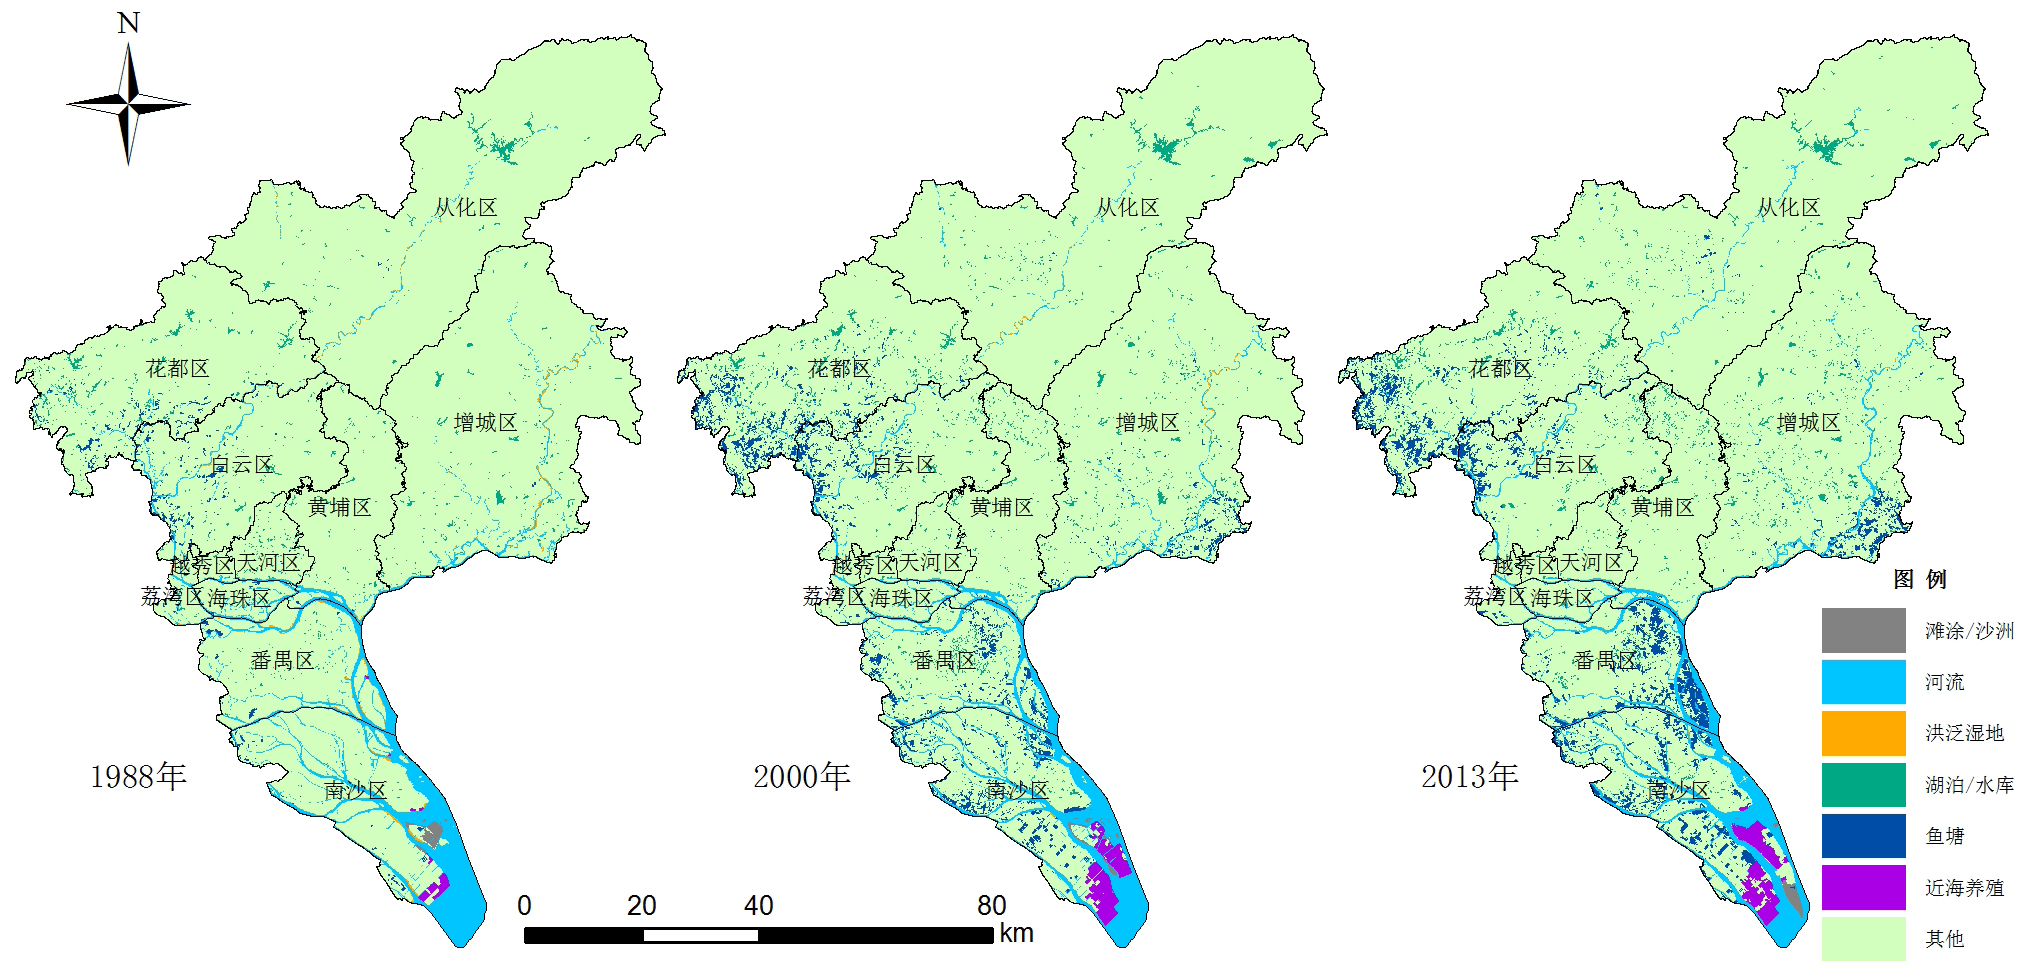 N
从化区
花都区
增城区
白云区
黄埔区
越秀区
天河区
荔湾区
海珠区
番禺区
南沙区
1988年
从化区
花都区
增城区
白云区
黄埔区
越秀区
天河区
荔湾区
海珠区
番禺区
南沙区
2000年
从化区
花都区
增城区
白云区
黄埔区
越秀区
天河区
荔湾区
海珠区
番禺区
南沙区
2013年
0 20 40 80 km
图 例
滩涂/沙洲
河流
洪泛湿地
湖泊/水库
鱼塘
近海养殖
其他